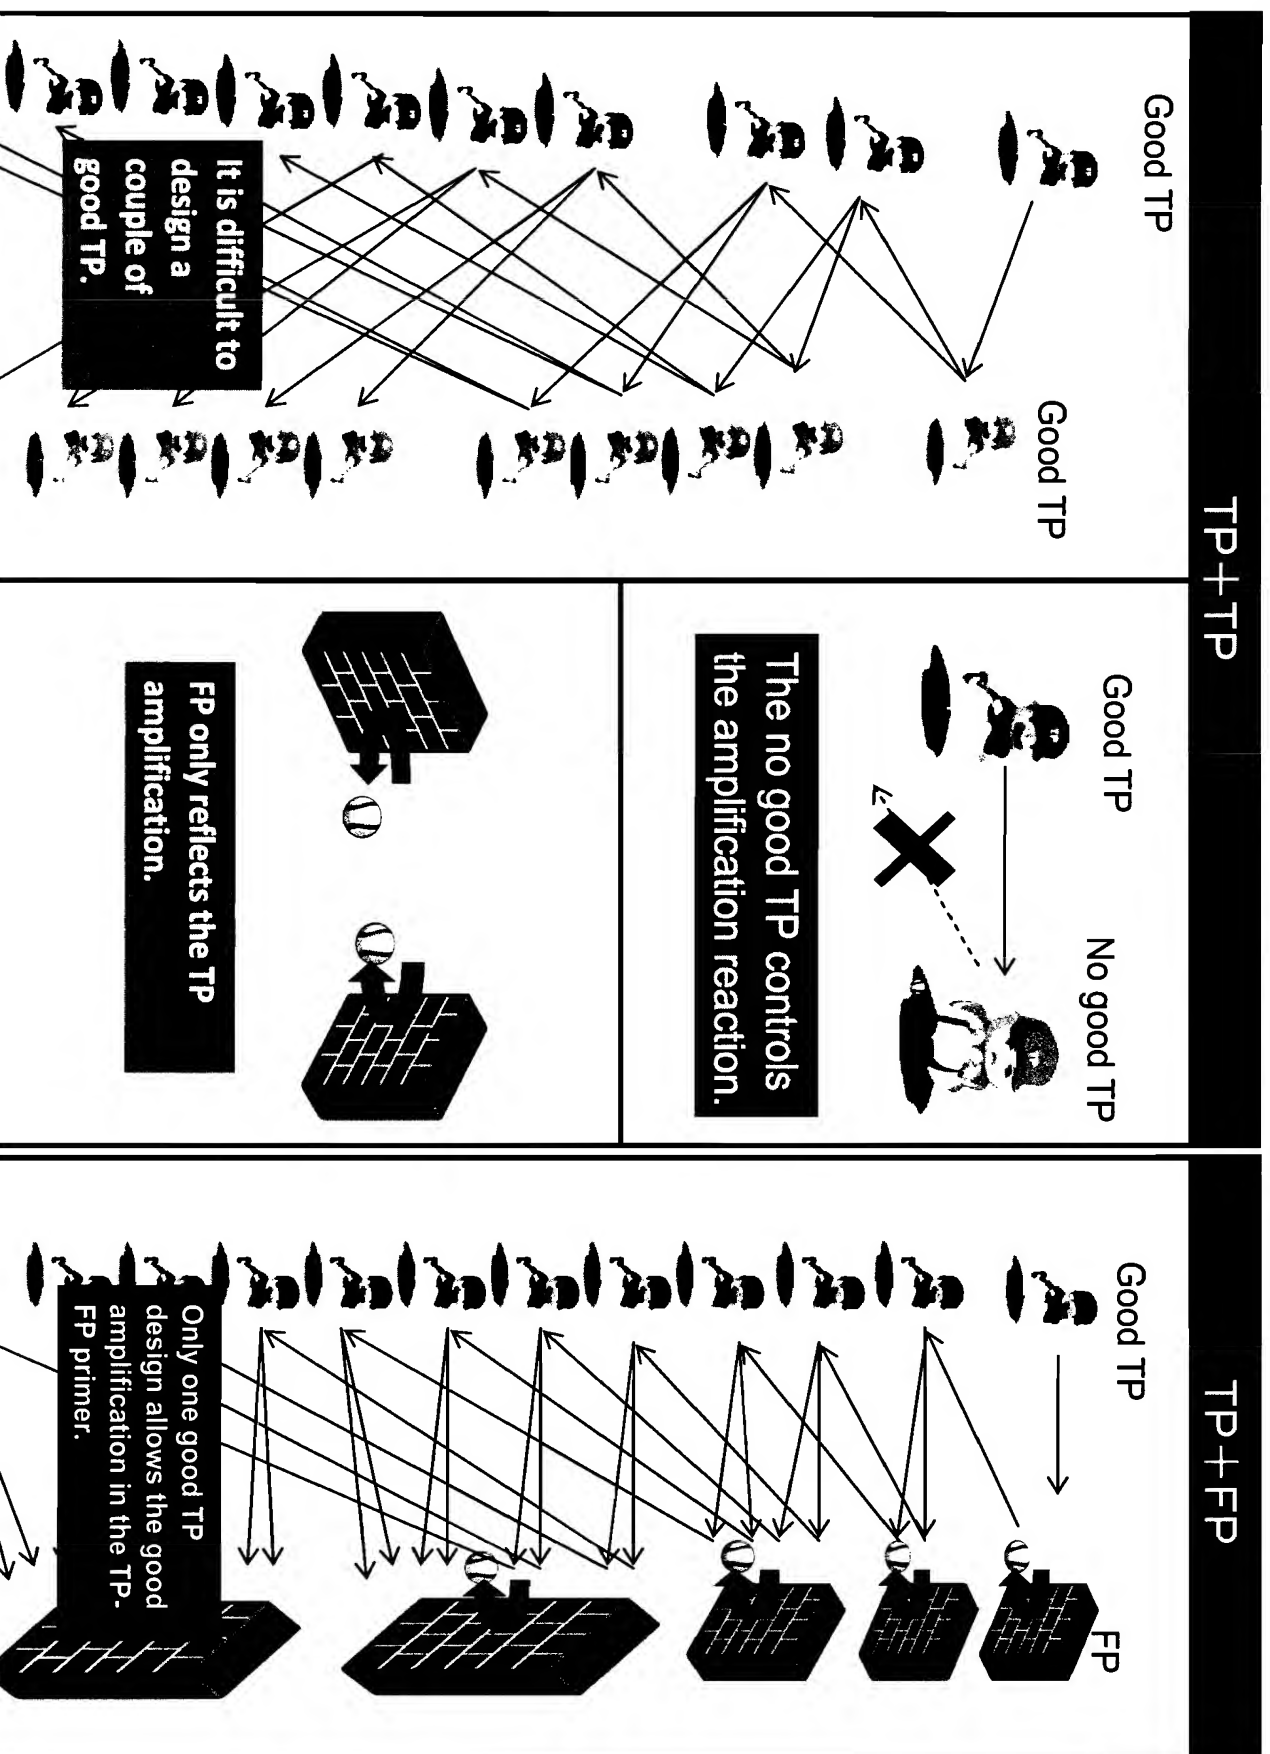 TP+TP
Good TP
Good TP
It is difficult to
design a
couple of
good TP.
Good TP
No good TP
The no good TP controls
the amplification reaction.
FP only reflects the TP
amplification.
TP+FP
Good TP
FP
Only one good TP
design allows the good
amplification in the TP-
FP primer.